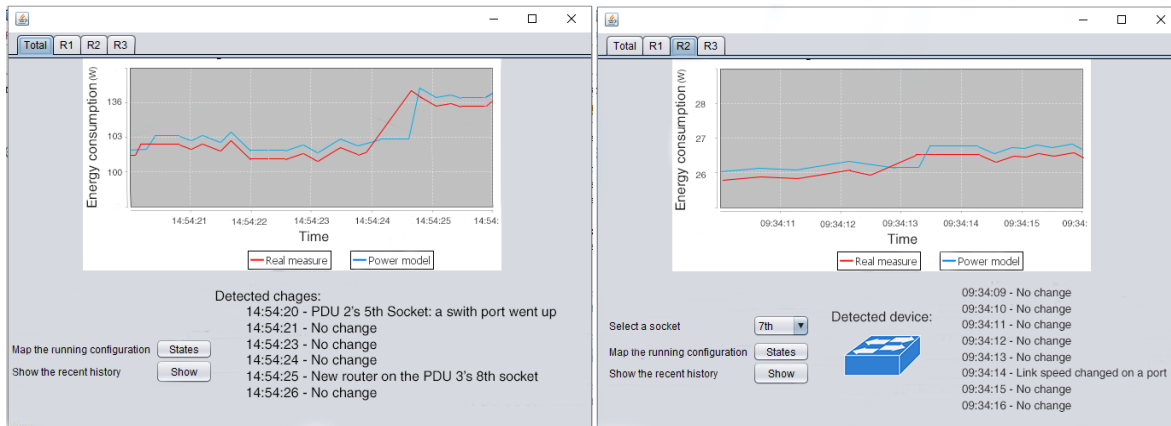 Total R1 R2 R3
Energy consumption (W)
136
103
100
14:54:21 14:54:22 14:54:23 14:54:24 14:54:25 14:54:
Time
Real measure Power model
Detected chages:
14:54:20 - PDU 2's 5th Socket: a swith port went up
14:54:21 - No change
14:54:23 - No change
14:54:24 - No change
14:54:25 - New router on the PDU 3's 8th socket
14:54:26 - No change
Map the running configuration States
Show the recent history Show
Total R1 R2 R3
Energy consumption (W)
28
27
26
09:34:11 09:34:12 09:34:13 09:34:14 09:34:15 09:34:
Time
Real measure Power model
Select a socket 7th
Map the running configuration States
Show the recent history Show
Detected device:
09:34:09 - No change
09:34:10 - No change
09:34:11 - No change
09:34:12 - No change
09:34:13 - No change
09:34:14 - Link speed changed on a port
09:34:15 - No change
09:34:16 - No change